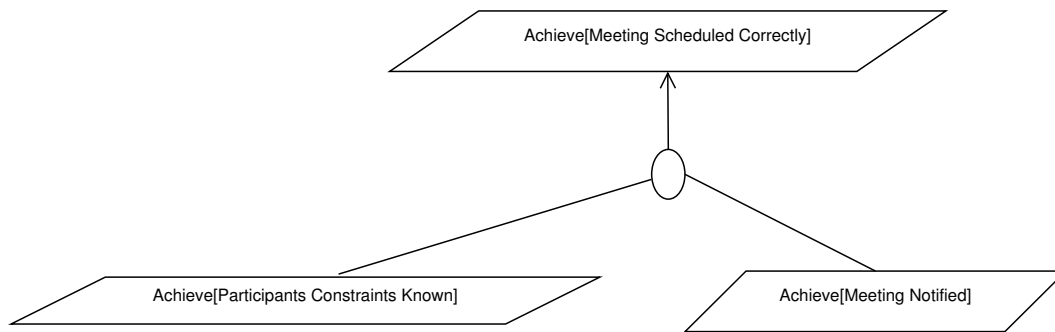 Achieve[Meeting Scheduled Correctly]
Achieve[Participants Constraints Known]
Achieve[Meeting Notified]